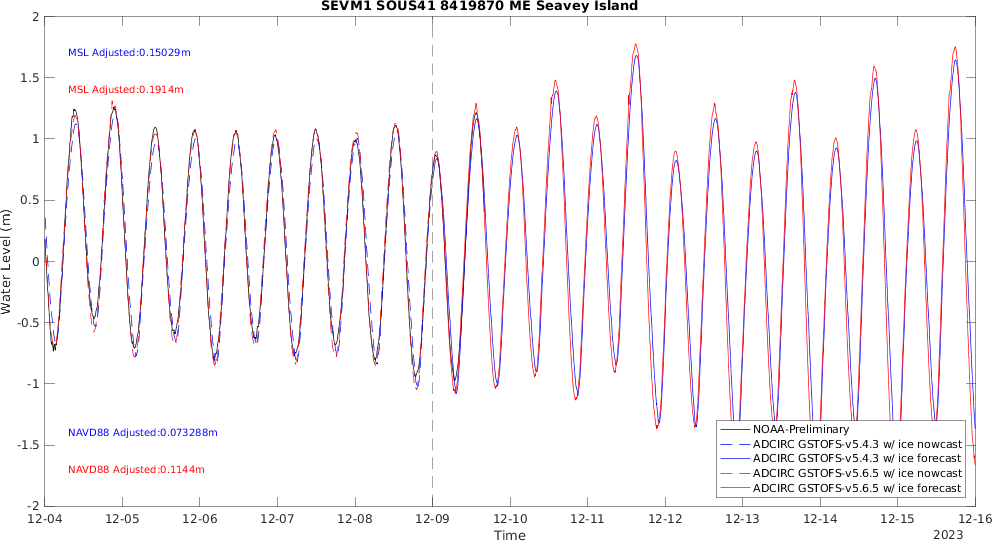 SEVM1 SOUS41 8419870 ME Seavey Island
2
1.5
1
0.5
0
-0.5
-1
-1.5
-2
Water Level (m)
MSL Adjusted:0.15029m
MSL Adjusted:0.1914m
NAVD88 Adjusted:0.073288m
NAVD88 Adjusted:0.1144m
NOAA-Preliminary
ADCIRC GSTOFS-v5.4.3 w/ ice nowcast
ADCIRC GSTOFS-v5.4.3 w/ ice forecast
ADCIRC GSTOFS-v5.6.5 w/ ice nowcast
ADCIRC GSTOFS-v5.6.5 w/ ice forecast
12-04 12-05 12-06 12-07 12-08 12-09 12-10 12-11 12-12 12-13 12-14 12-15 12-16
Time
2023